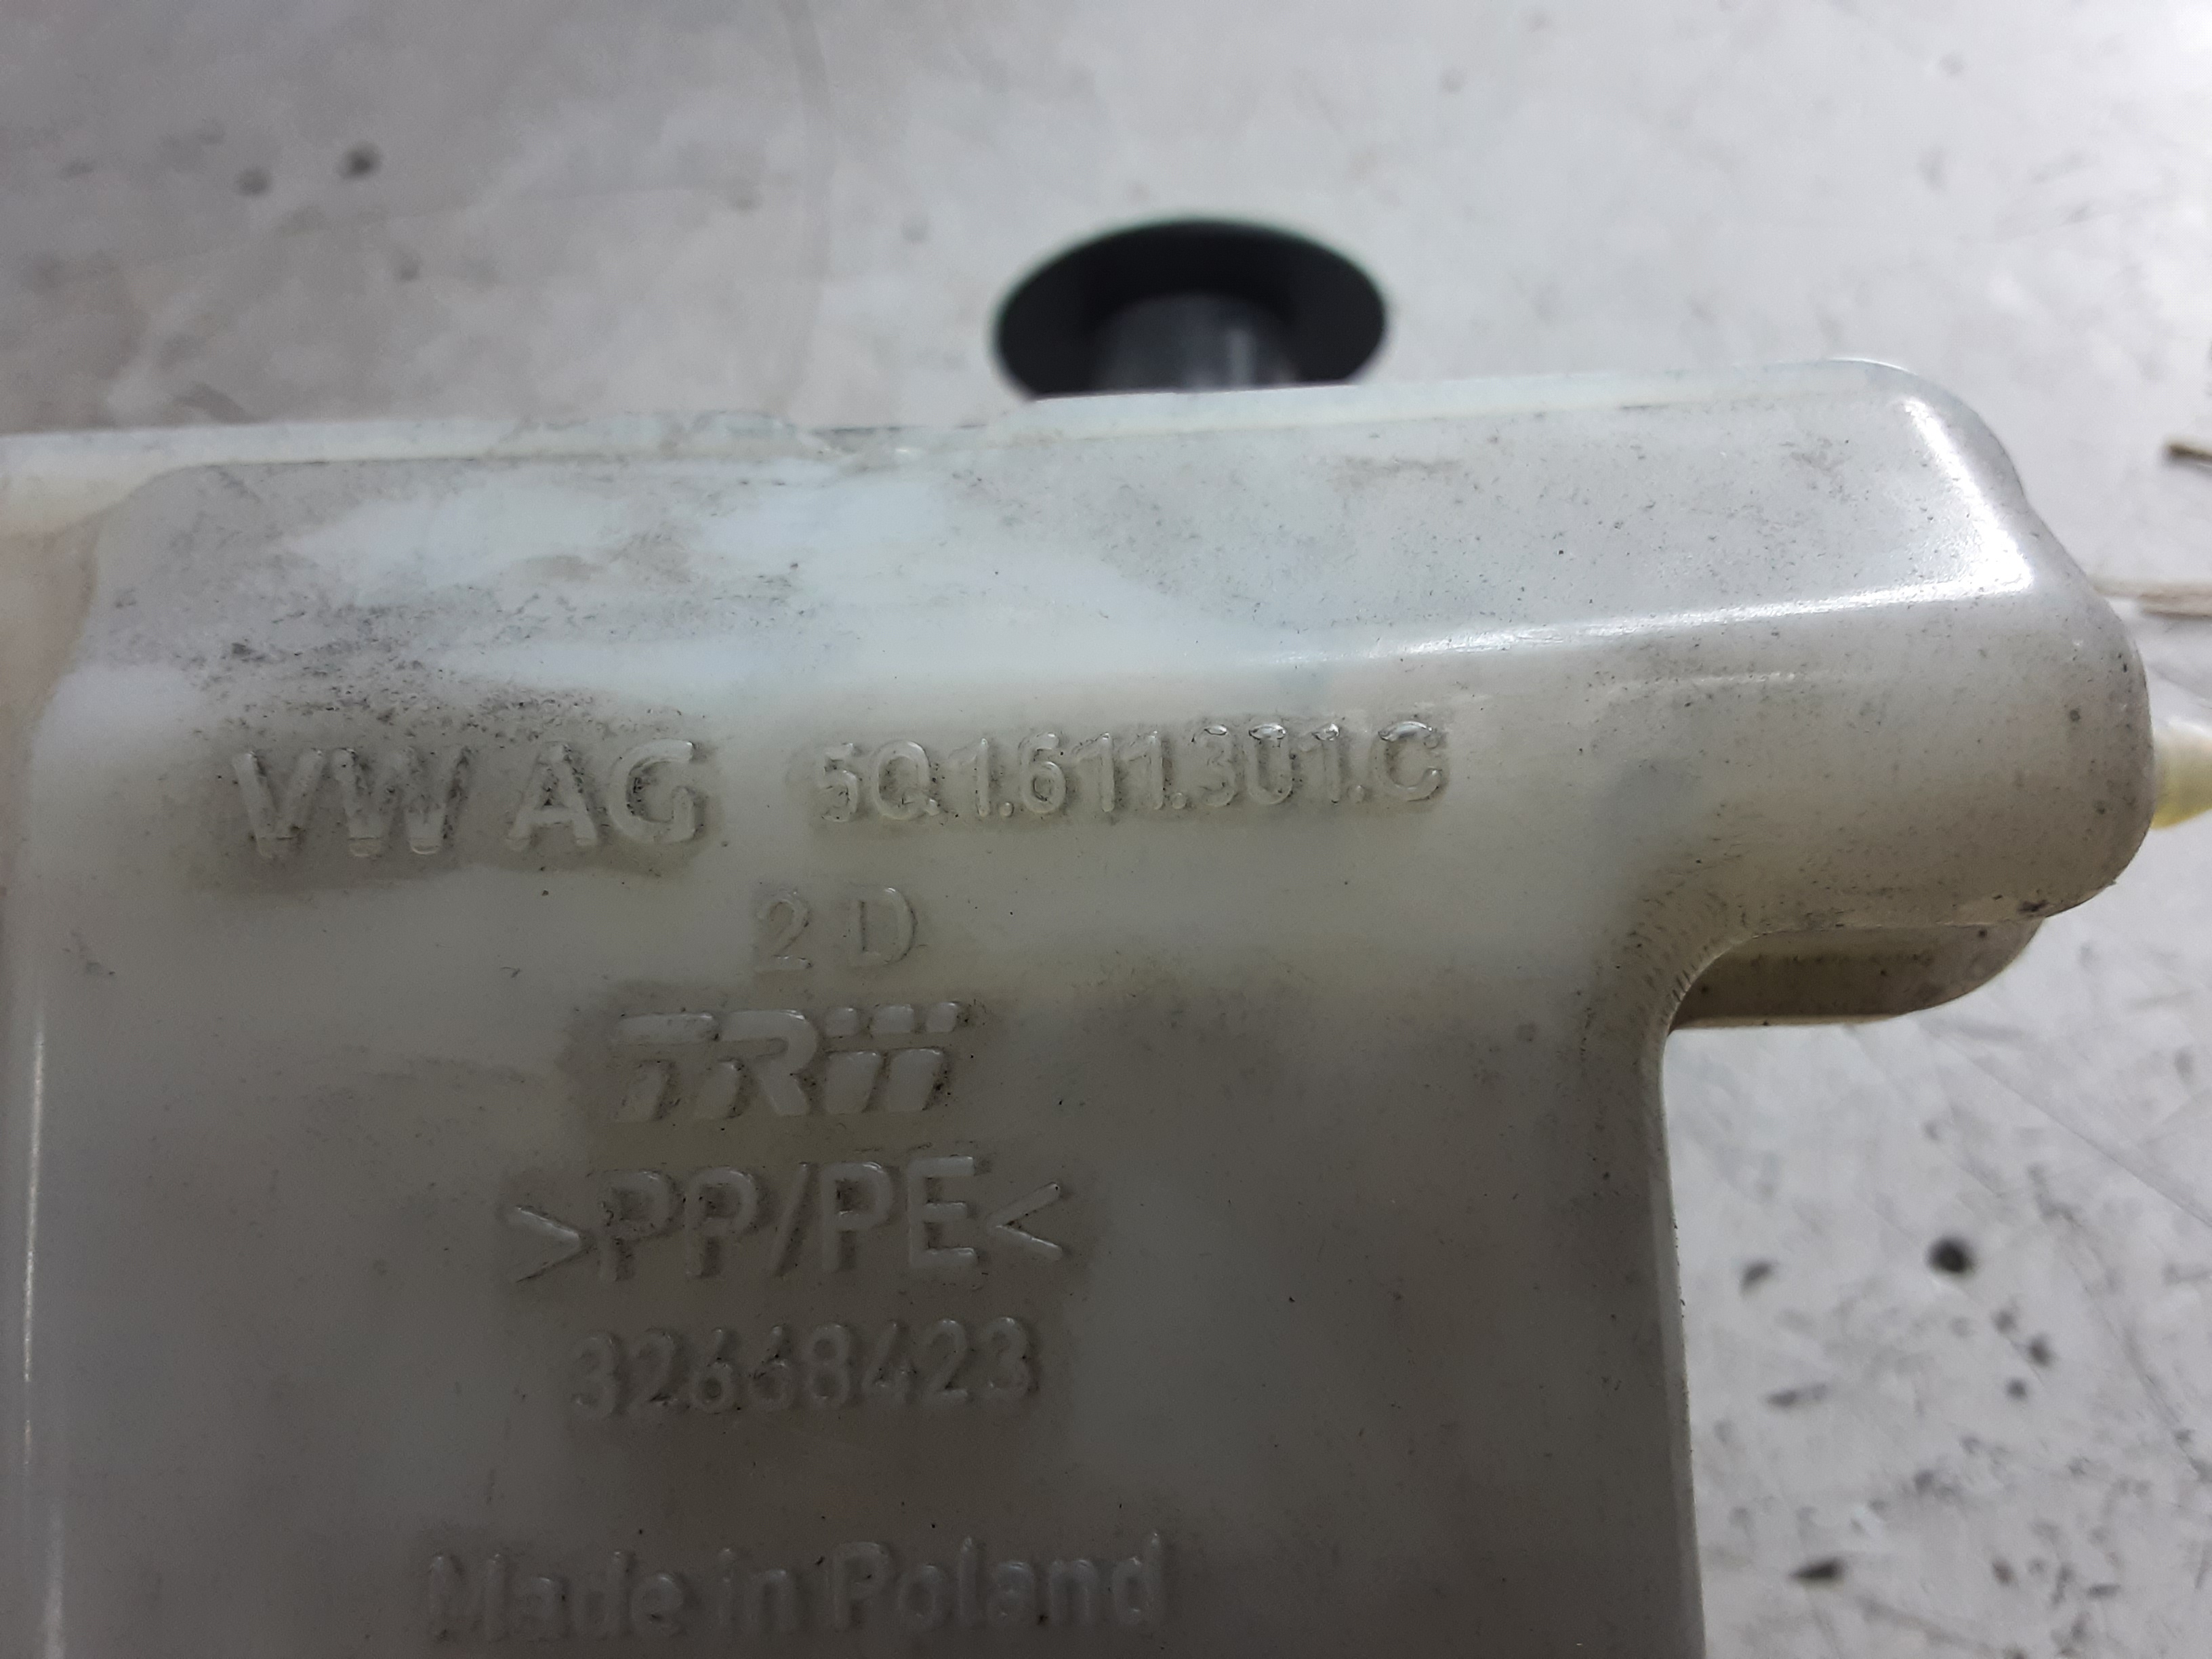 VW AG 5Q1.611.301.C
2 D
TRW
>PP/PE<
32668423
Made in Poland